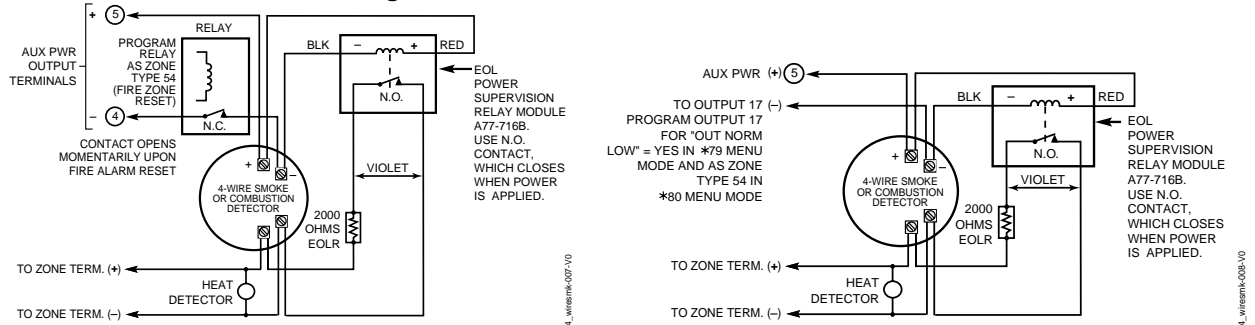 + 5
AUX PWR
OUTPUT
TERMINALS
– 4
RELAY
PROGRAM
RELAY
AS ZONE
TYPE 54
(FIRE ZONE
RESET)
N.C.
CONTACT OPENS
MOMENTARILY UPON
FIRE ALARM RESET
BLK – + RED
N.O.
EOL
POWER
SUPERVISION
RELAY MODULE
A77-716B.
USE N.O.
CONTACT,
WHICH CLOSES
WHEN POWER
IS APPLIED.
+ –
4-WIRE SMOKE
OR COMBUSTION
DETECTOR
VIOLET
2000
OHMS
EOLR
TO ZONE TERM. (+)
HEAT
DETECTOR
TO ZONE TERM. (–)
4_wiresmk-007-V0
AUX PWR (+) 5
TO OUTPUT 17 (–)
PROGRAM OUTPUT 17
FOR "OUT NORM
LOW" = YES IN *79 MENU
MODE AND AS ZONE
TYPE 54 IN
*80 MENU MODE
BLK – + RED
N.O.
EOL
POWER
SUPERVISION
RELAY MODULE
A77-716B.
USE N.O.
CONTACT,
WHICH CLOSES
WHEN POWER
IS APPLIED.
+ –
4-WIRE SMOKE
OR COMBUSTION
DETECTOR
VIOLET
2000
OHMS
EOLR
TO ZONE TERM. (+)
HEAT
DETECTOR
TO ZONE TERM. (–)
4_wiresmk-008-V0